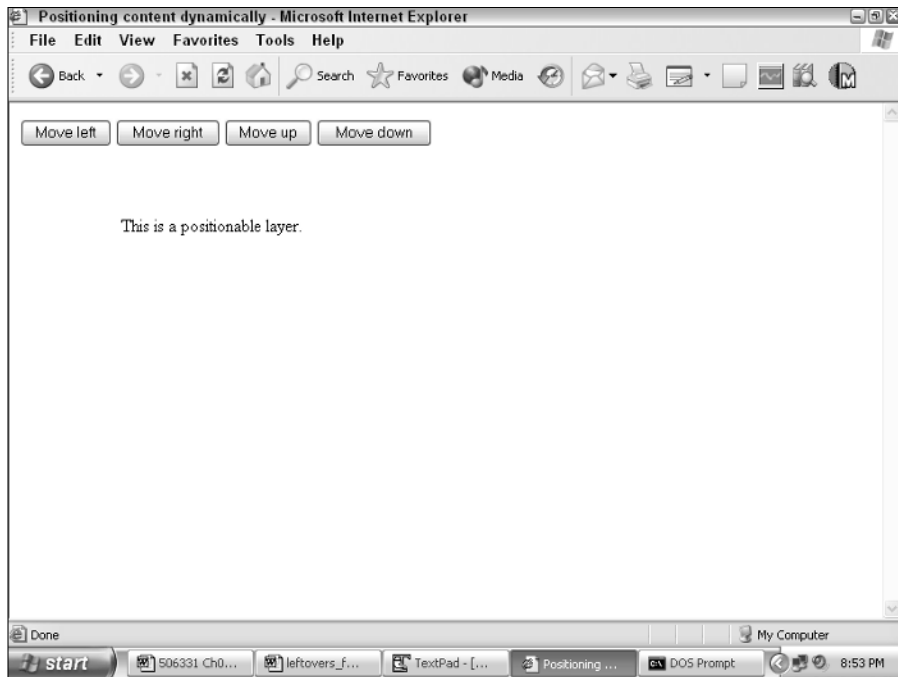 Positioning content dynamically - Microsoft Internet Explorer
File Edit View Favorites Tools Help
Back Search Favorites Media
Move left Move right Move up Move down
This is a positionable layer.
Done My Computer
start 506331 Ch0... leftovers_f... TextPad - [... Positioning ... DOS Prompt 8:53 PM